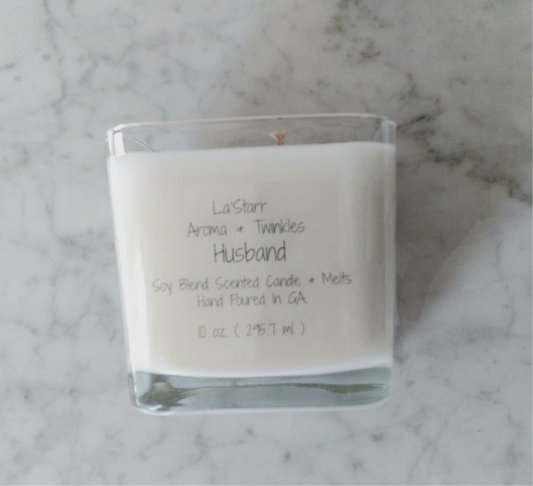 La'Starr
Aroma + Twinkles
Husband
Soy Blend Scented Candle + Melts
Hand Poured In GA
10 oz. ( 295.7 ml )